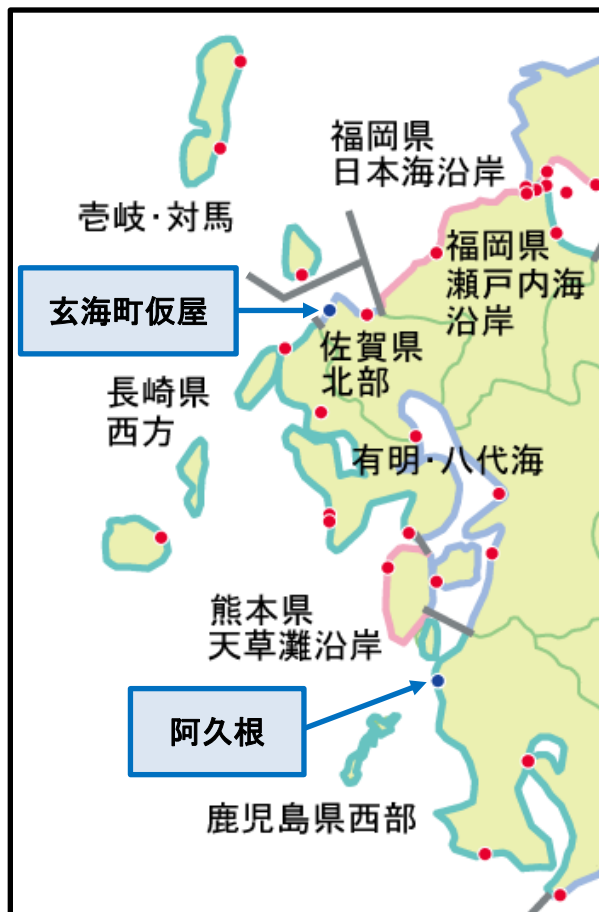 福岡県
日本海沿岸
壱岐・対馬
福岡県
瀬戸内海
沿岸
玄海町仮屋
佐賀県
北部
長崎県
西方
有明・八代海
熊本県
天草灘沿岸
阿久根
鹿児島県西部